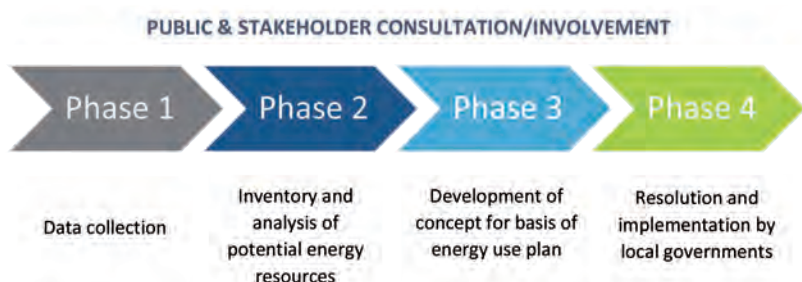 PUBLIC & STAKEHOLDER CONSULTATION/INVOLVEMENT
Phase 1
Phase 2
Phase 3
Phase 4
Data collection
Inventory and
analysis of
potential energy
resources
Development of
concept for basis of
energy use plan
Resolution and
implementation by
local governments